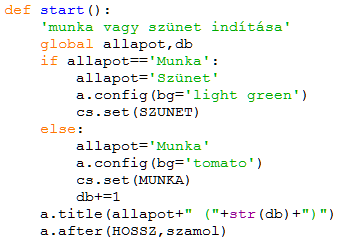 def start():
    'munka vagy szünet indítása'
    global allapot,db
    if allapot=='Munka':
        allapot='Szünet'
        a.config(bg='light green')
        cs.set(SZUNET)
    else:
        allapot='Munka'
        a.config(bg='tomato')
        cs.set(MUNKA)
        db+=1
    a.title(allapot+" ("+str(db)+")")
    a.after(HOSSZ,szamol)